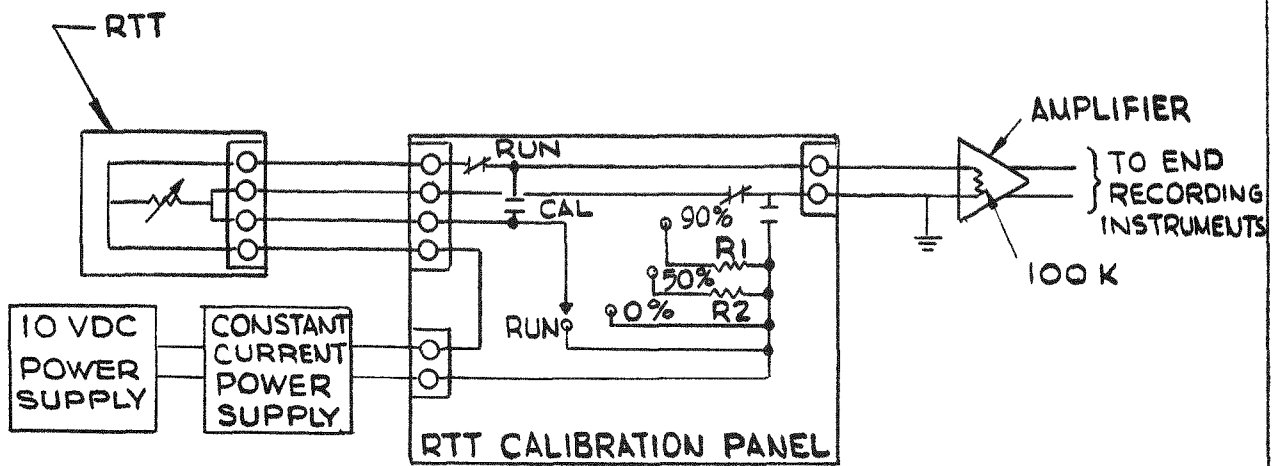 RTT
AMPLIFIER
RUN
TO END
RECORDING
INSTRUMENTS
CAL
90%
R1
50%
100 K
0%
R2
RUN
10 VDC
POWER
SUPPLY
CONSTANT
CURRENT
POWER
SUPPLY
RTT CALIBRATION PANEL